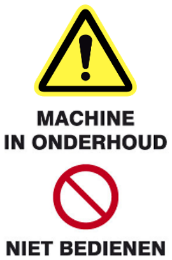 MACHINE
IN ONDERHOUD
NIET BEDIENEN